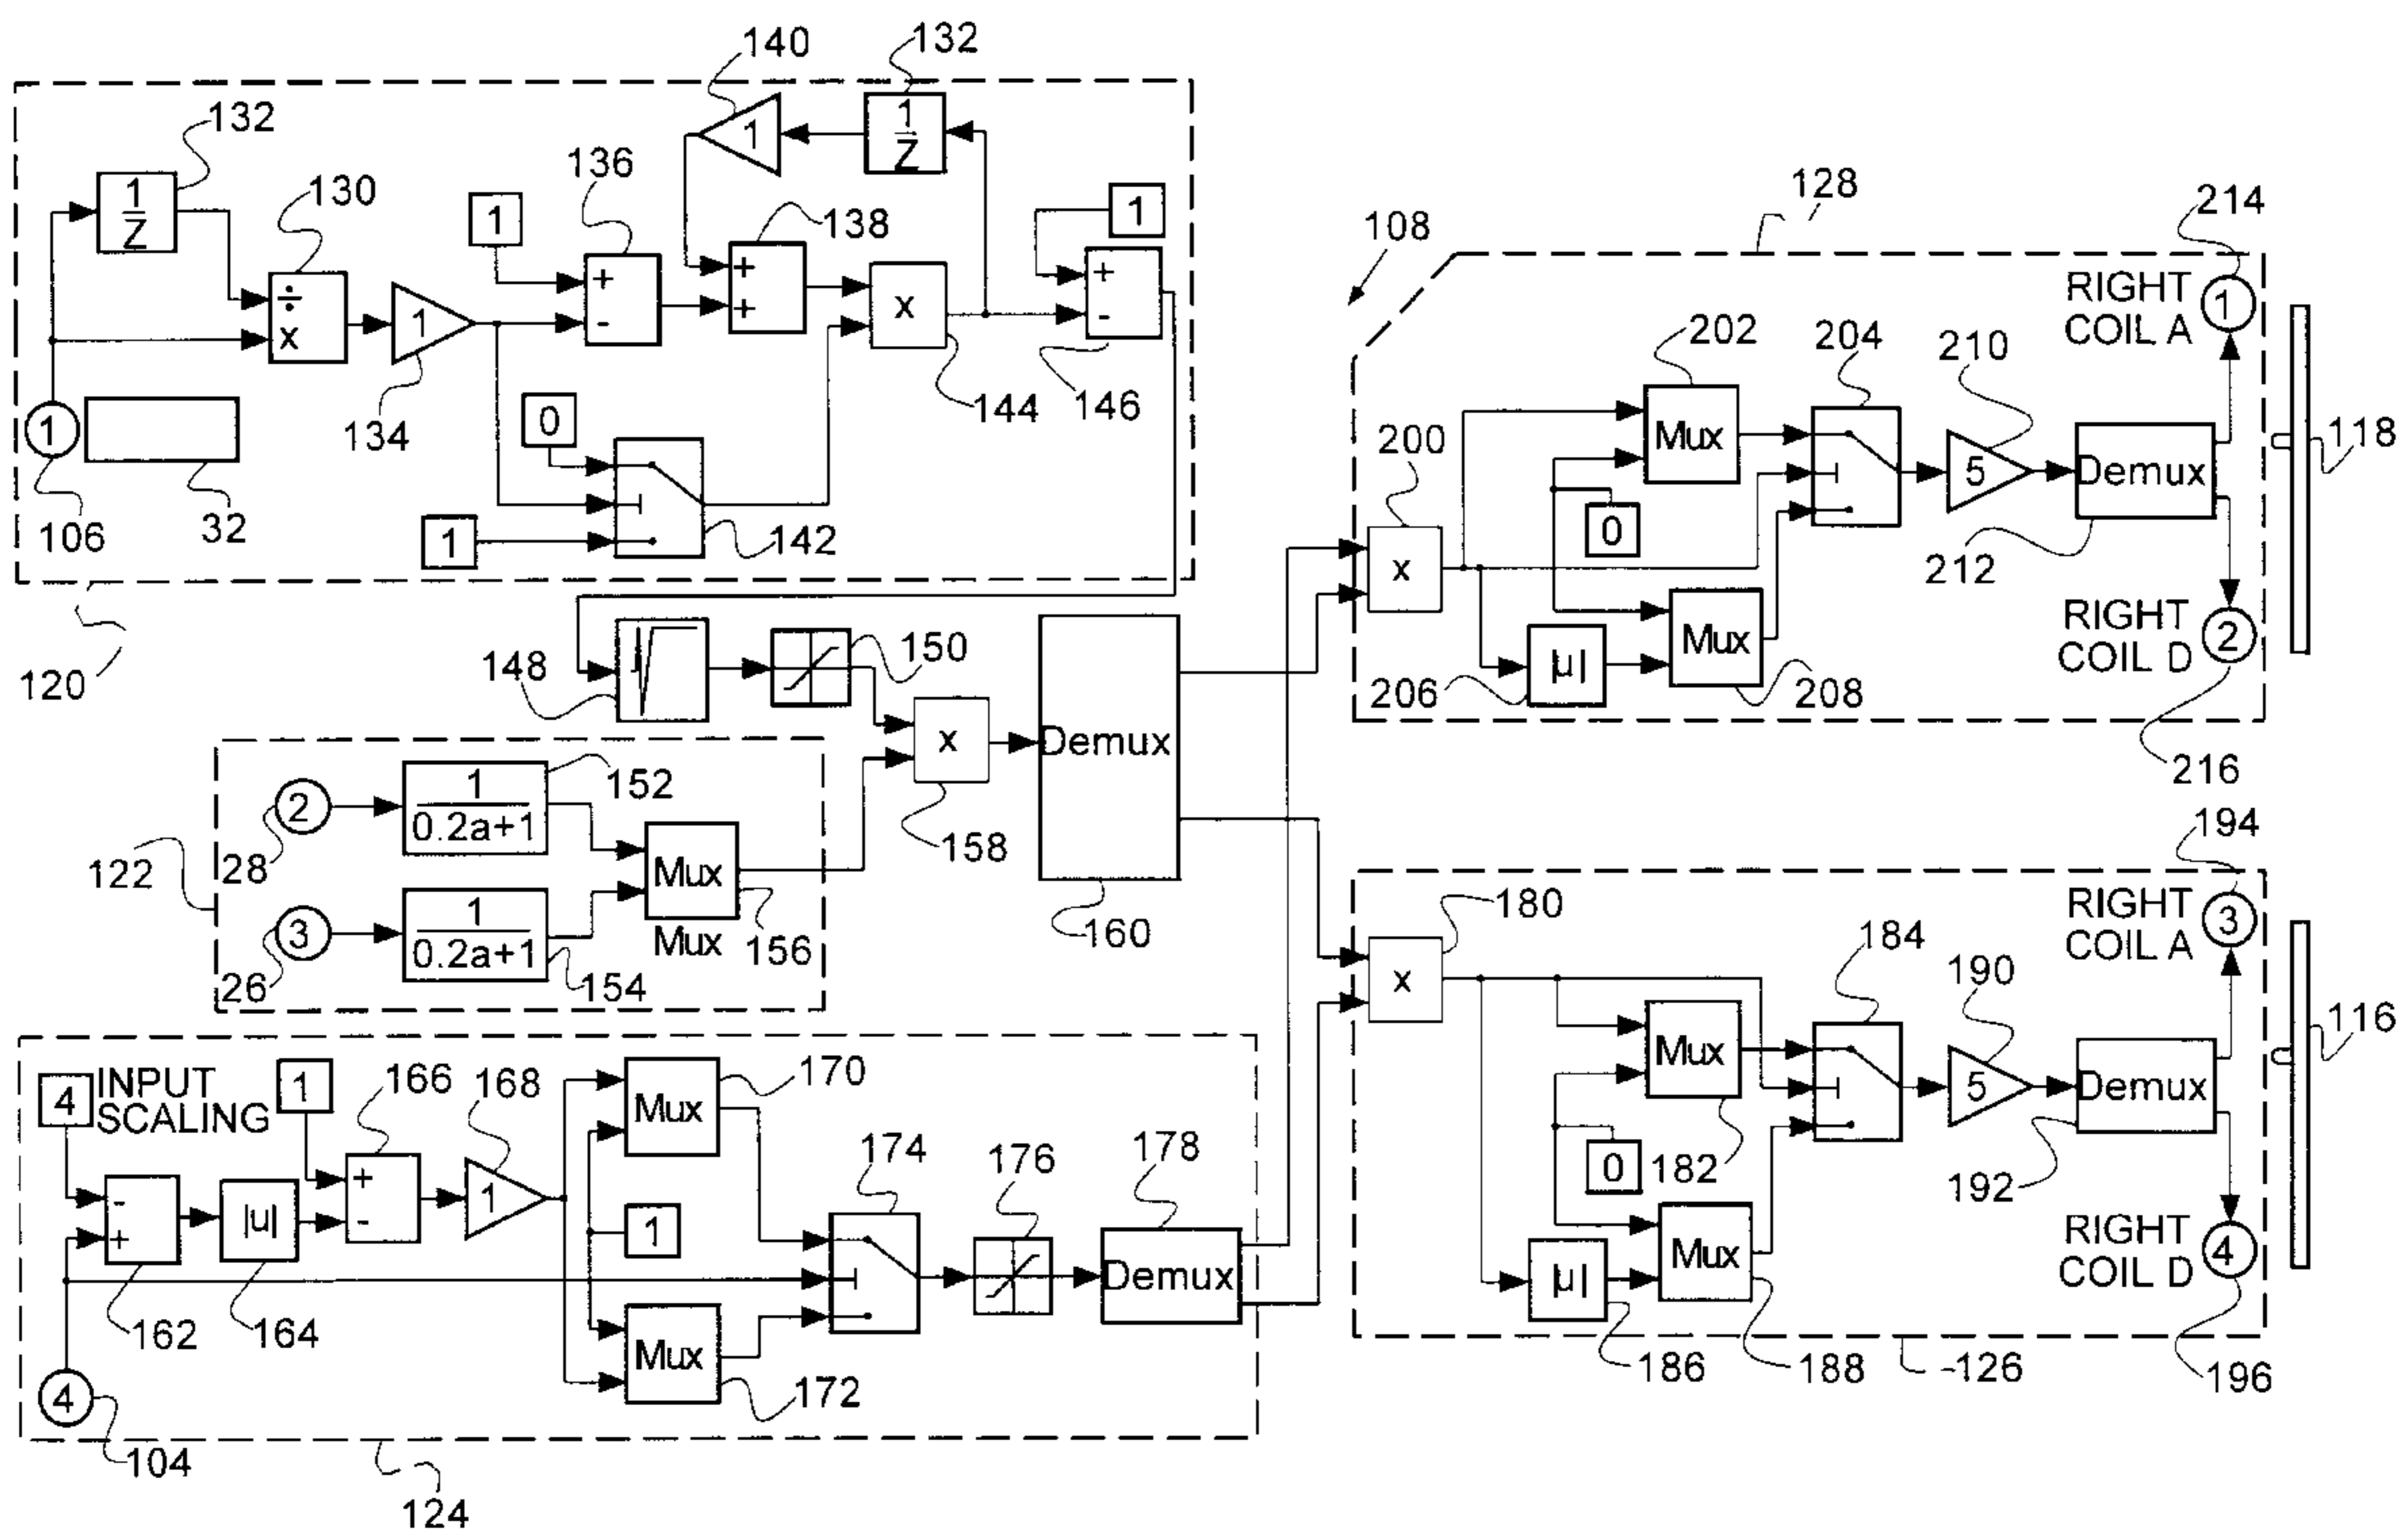 140
132
132
1
1
Z
1
Z
130
136
1
138
1
+
+
+
-
+
-
÷
x
1
x
134
144
146
0
1
106
32
1
142
120
148
150
x
Demux
158
160
122
2
28
1
0.2a+1
152
3
26
1
0.2a+1
154
Mux
Mux
156
4
INPUT
SCALING
1
166
168
170
Mux
-
+
|u|
+
-
1
1
174
176
178
Demux
162
164
Mux
172
4
104
124
108
128
214
RIGHT
COIL A
1
202
204
210
200
Mux
5
Demux
118
x
0
212
RIGHT
COIL D
2
206
µ|
Mux
208
216
194
180
RIGHT
COIL A
3
184
190
x
Mux
5
Demux
116
0
182
192
RIGHT
COIL D
4
µ|
Mux
186
188
126
196